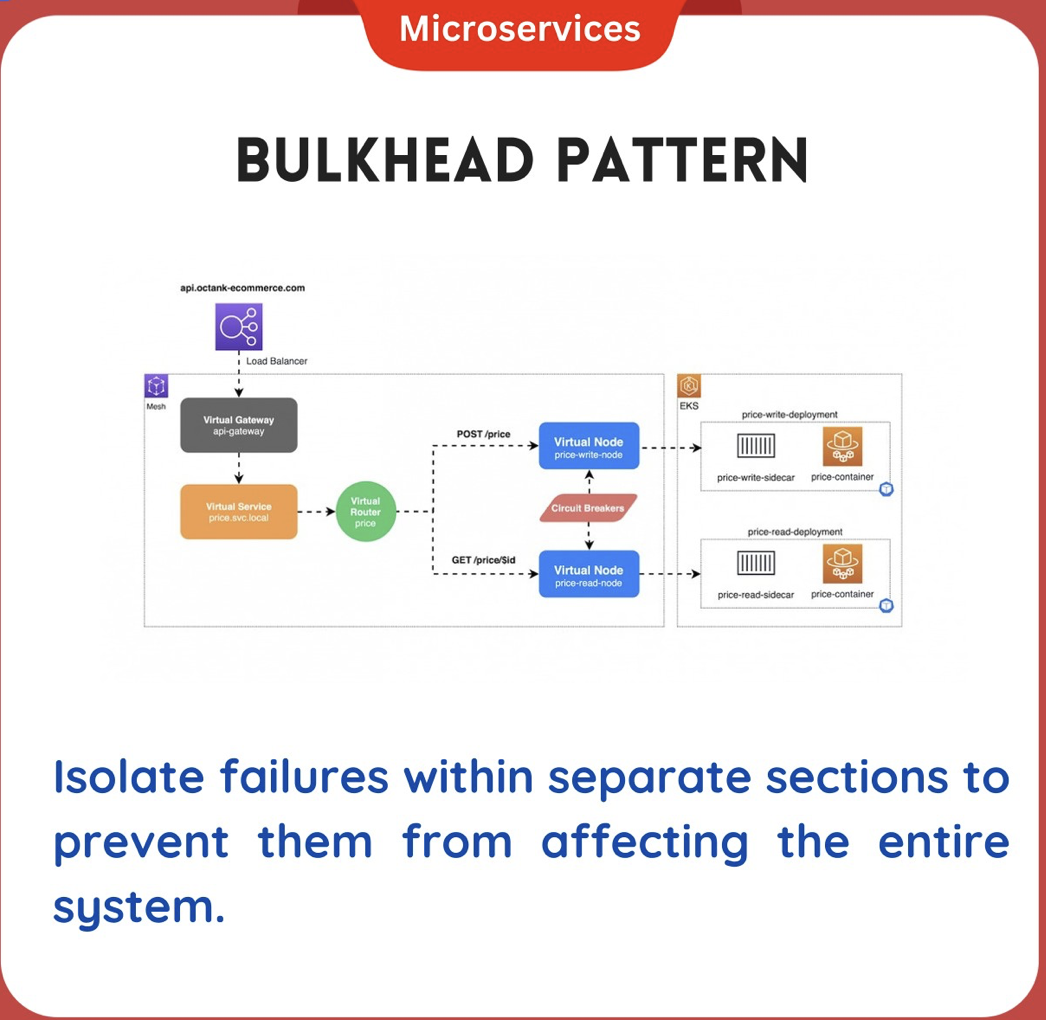 Microservices
BULKHEAD PATTERN
api.octank-ecommerce.com
Load Balancer
Mesh
Virtual Gateway
api-gateway
Virtual Service
price.svc.local
Virtual
Router
price
POST /price
GET /price/$id
Virtual Node
price-write-node
Circuit Breakers
Virtual Node
price-read-node
EKS
price-write-deployment
price-write-sidecar
price-container
price-read-deployment
price-read-sidecar
price-container
Isolate failures within separate sections to
prevent them from affecting the entire
system.